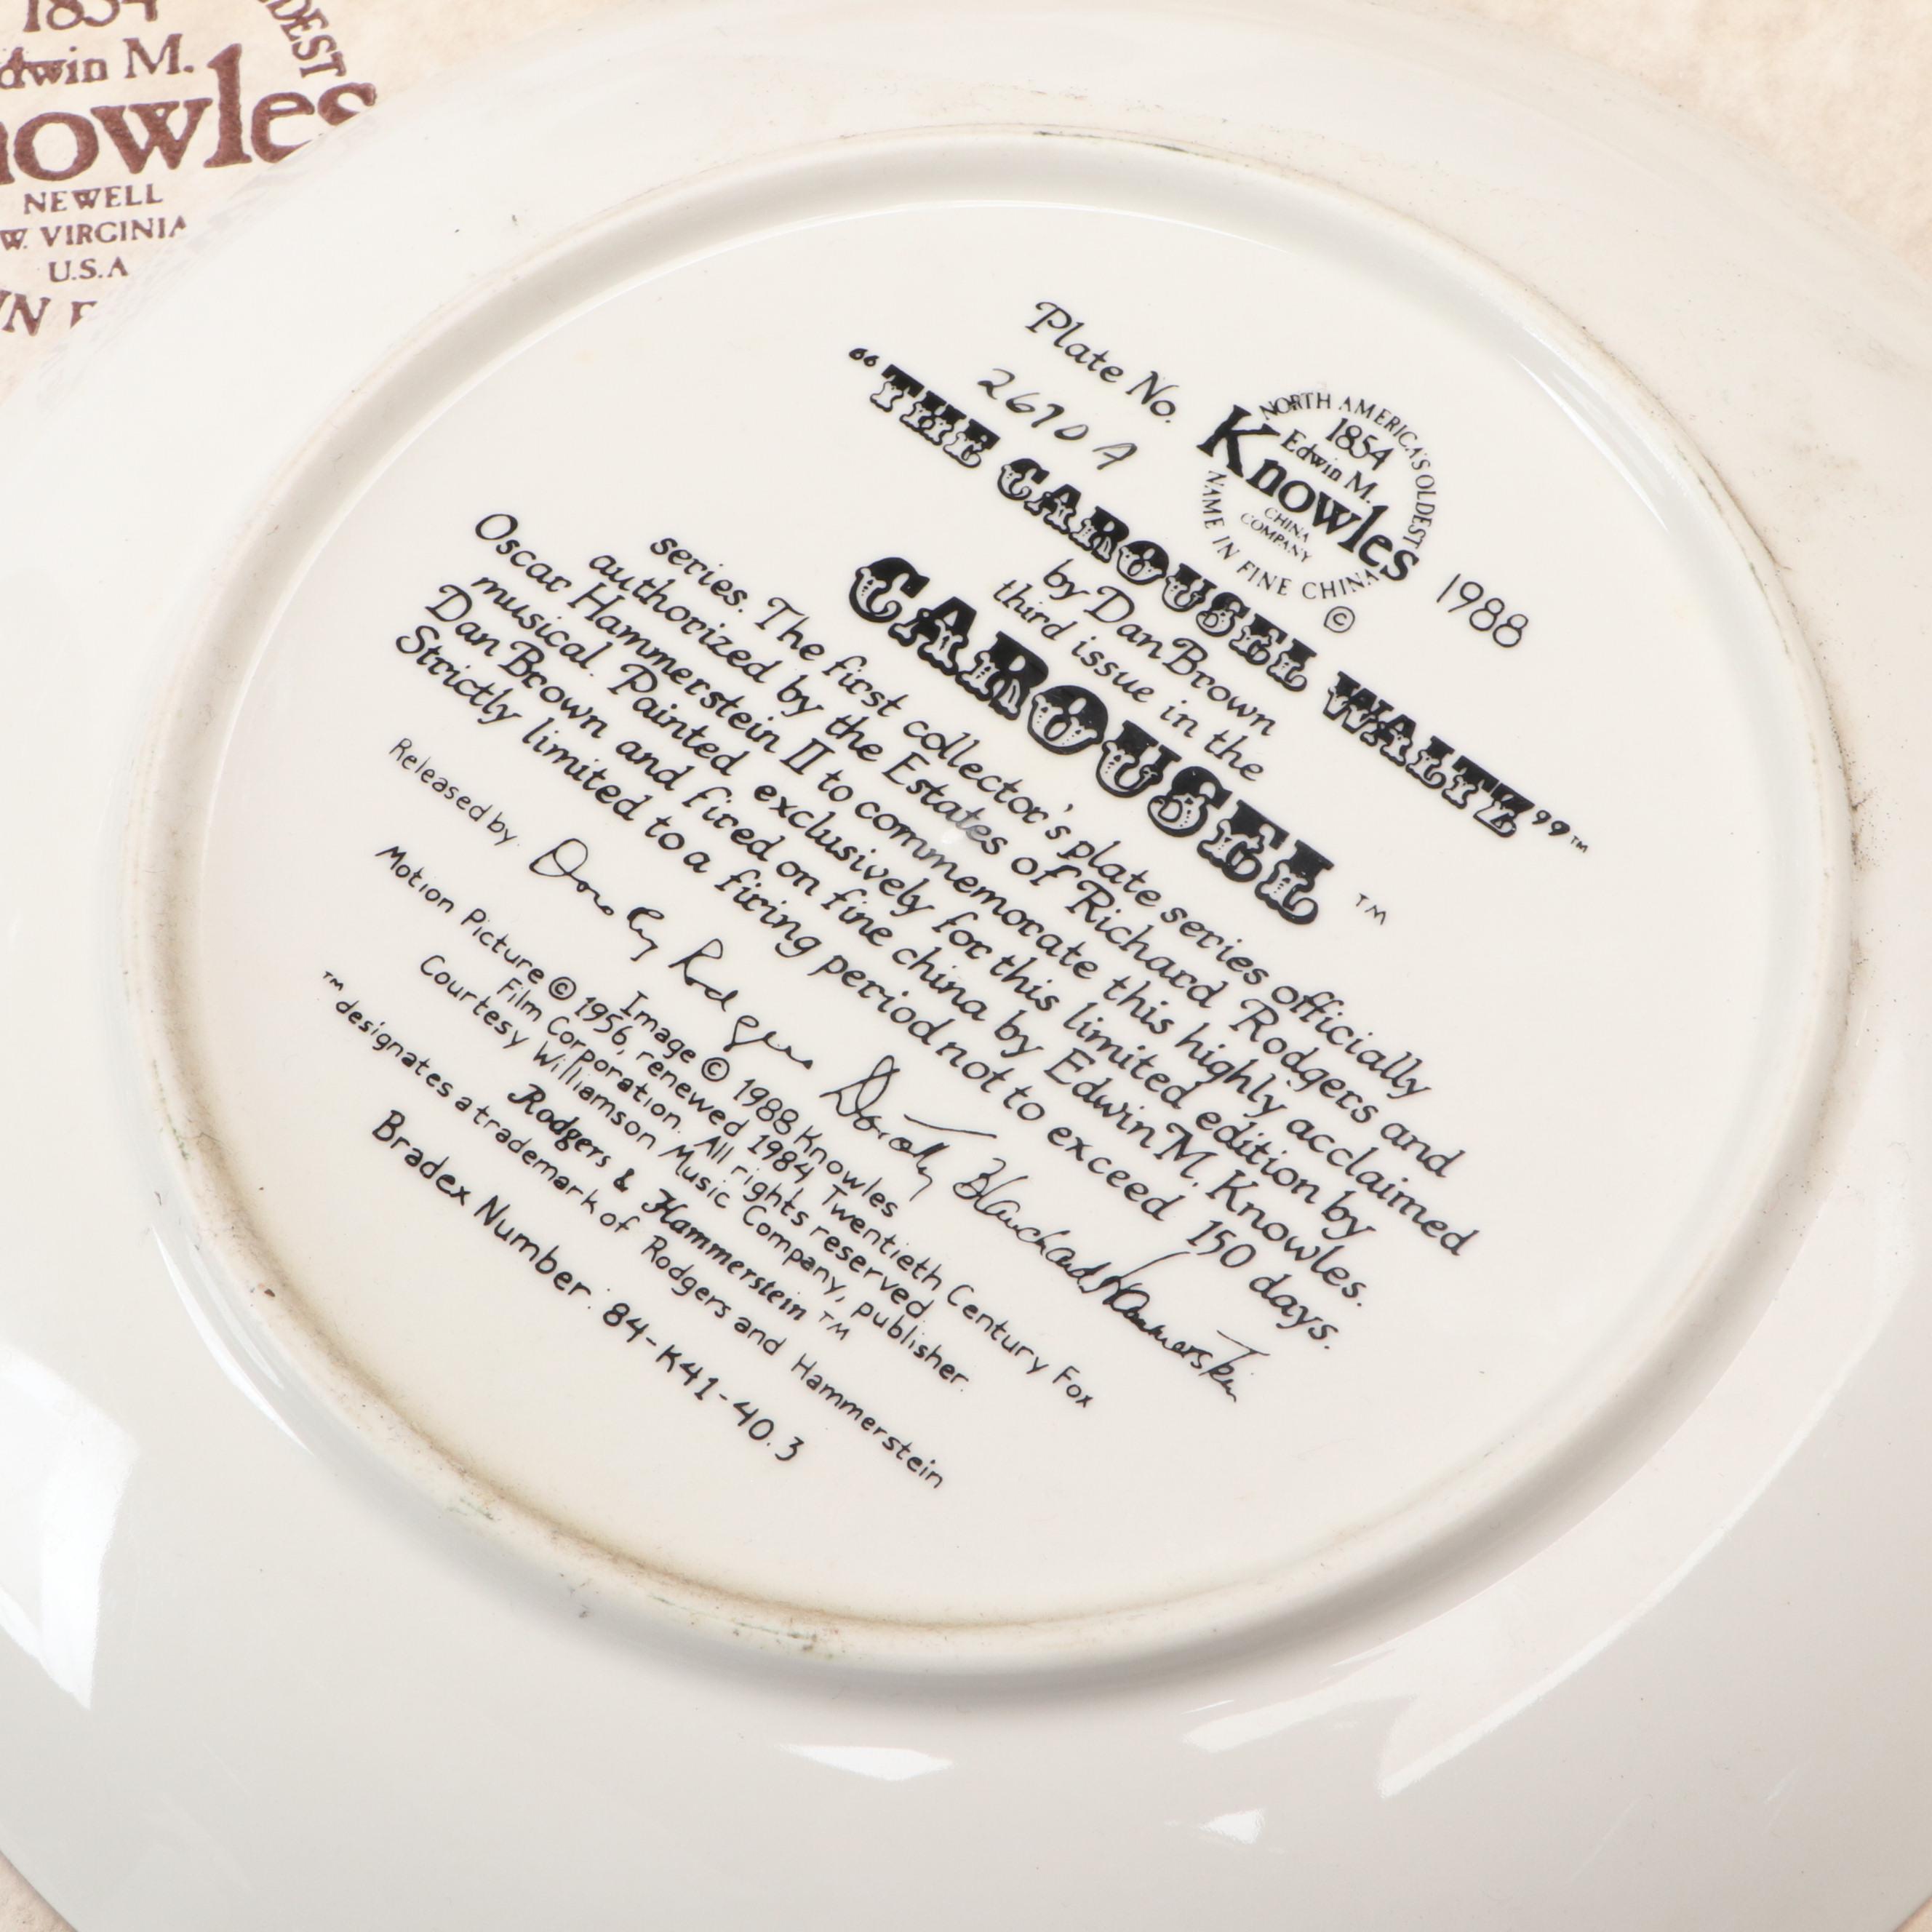 1854
Edwin M.
Knowles
NEWELL
W. VIRGINIA
U.S.A
Plate No.
2670 A
NORTH AMERICA'S OLDEST
1854
Edwin M.
Knowles
CHINA
COMPANY
NAME IN FINE CHINA
©
1988
“THE CAROUSEL WALTZ”™
by Dan Brown
third issue in the
CAROUSEL™
series. The first collector's plate series officially
authorized by the Estates of Richard Rodgers and
Oscar Hammerstein II to commemorate this highly acclaimed
musical. Painted exclusively for this limited edition by
Dan Brown and fired on fine china by Edwin M. Knowles.
Strictly limited to a firing period not to exceed 150 days.
Released by Dorothy Rodgers Dorothy Blanchard Hammerstein
Image © 1988 Knowles
Motion Picture © 1956, renewed 1984 Twentieth Century Fox
Film Corporation. All rights reserved.
Courtesy Williamson Music Company, publisher.
Rodgers & Hammerstein™
™ designates a trademark of Rodgers and Hammerstein
Bradex Number: 84-K41-40.3